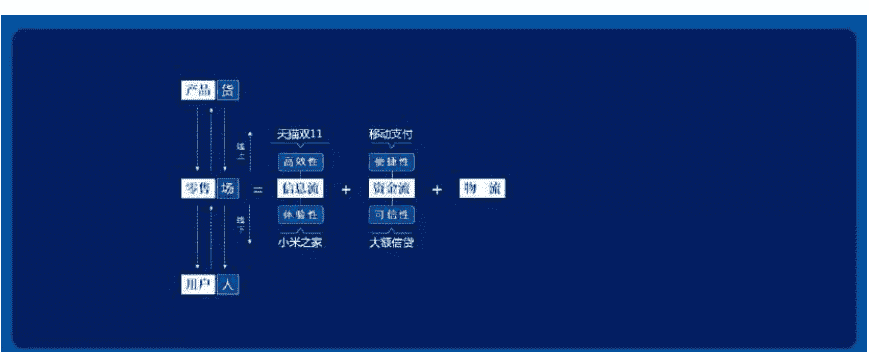 产品 货
天猫双11 移动支付
线上
高效性 便捷性
零售 场 = 信息流 + 资金流 + 物 流
体验性 可信性
线下
小米之家 大额信贷
用户 人